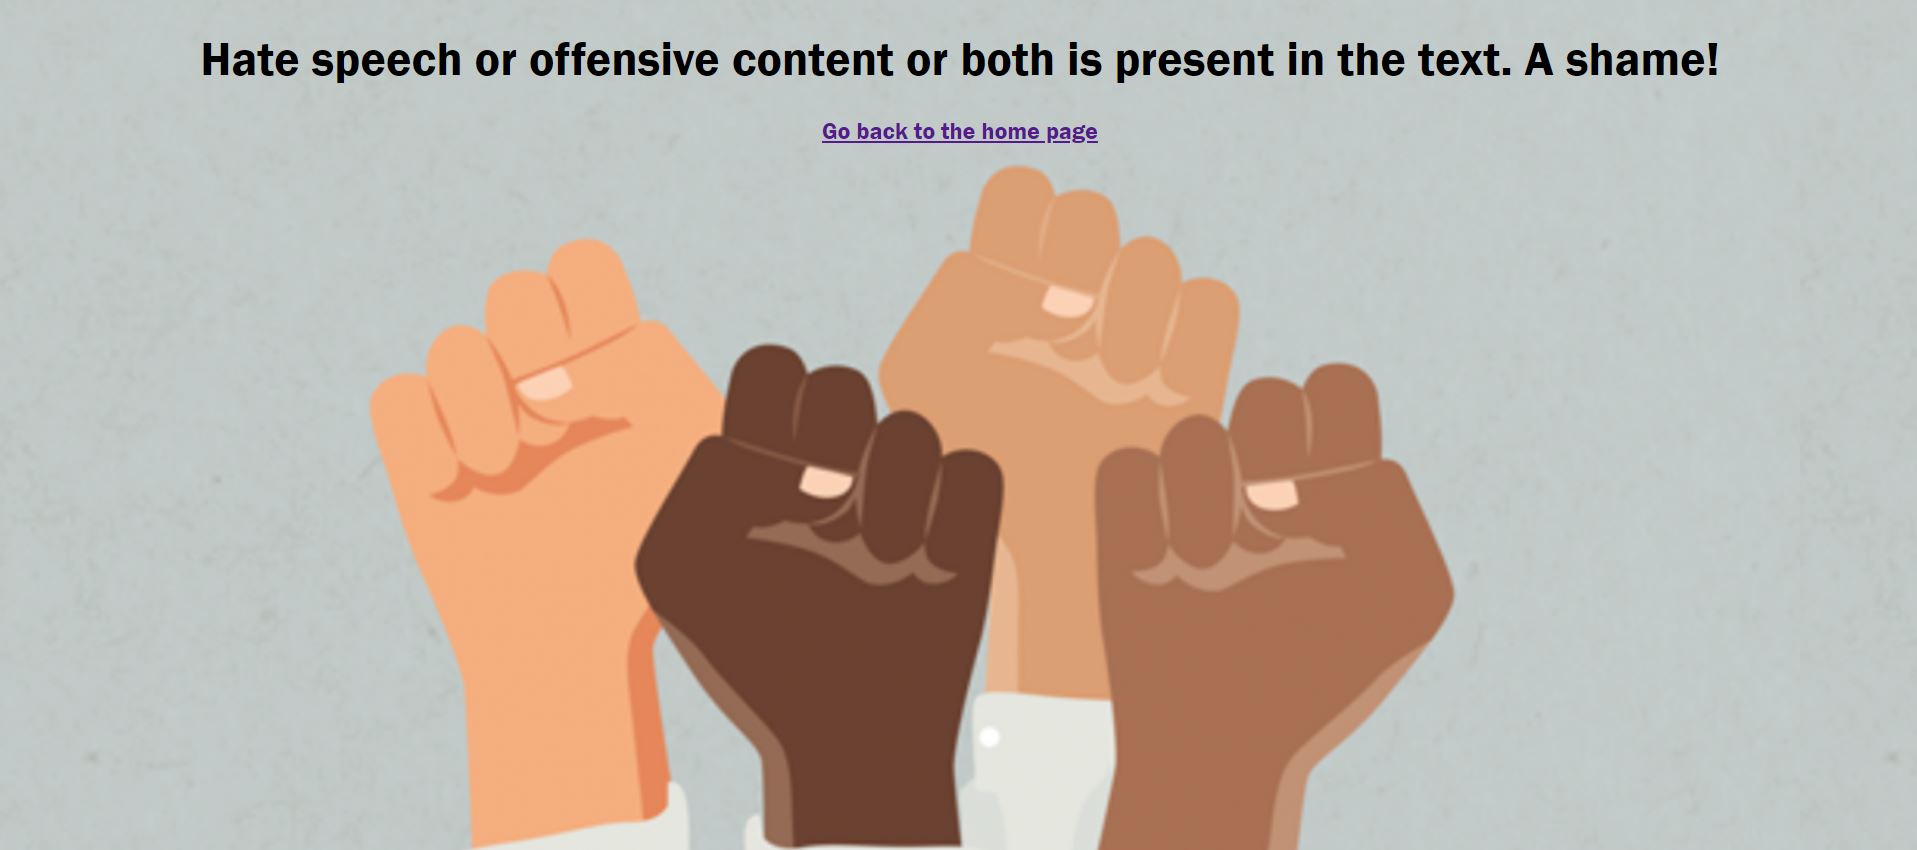 Hate speech or offensive content or both is present in the text. A shame!
Go back to the home page